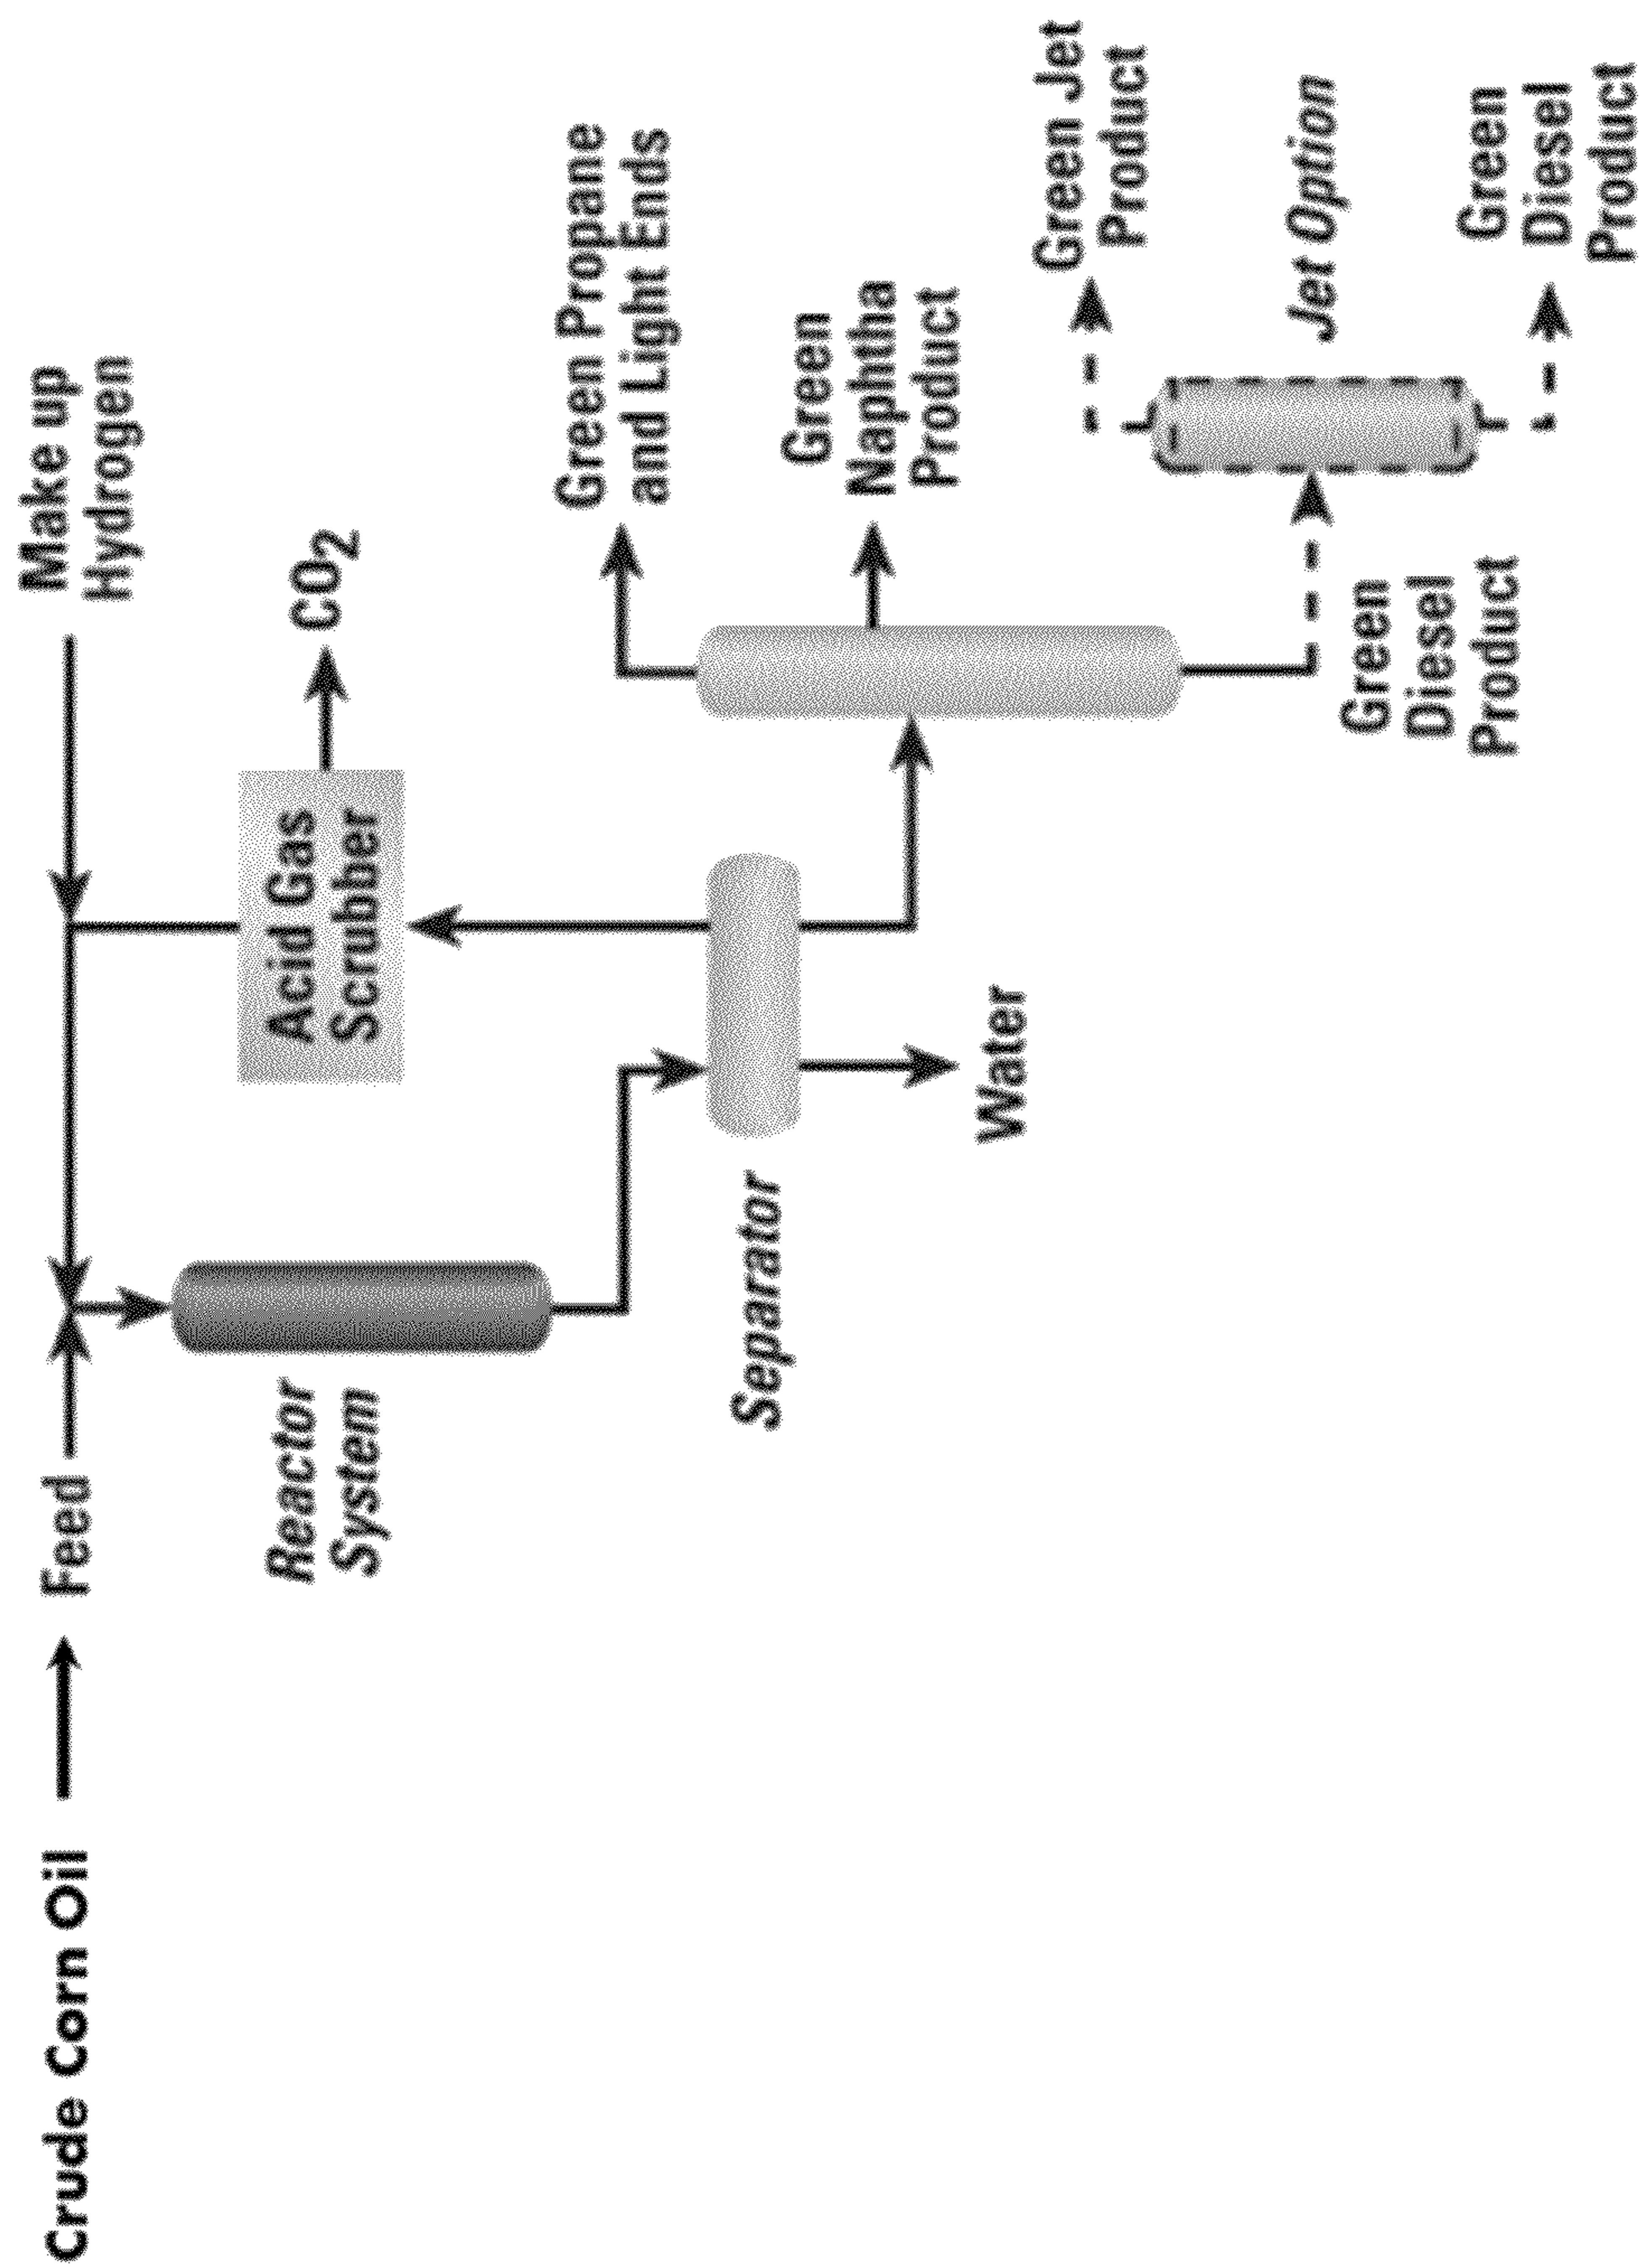 Crude Corn Oil
Feed
Make up
Hydrogen
Reactor
System
Acid Gas
Scrubber
CO2
Separator
Water
Green Propane
and Light Ends
Green
Naphtha
Product
Green
Diesel
Product
Green Jet
Product
Jet Option
Green
Diesel
Product